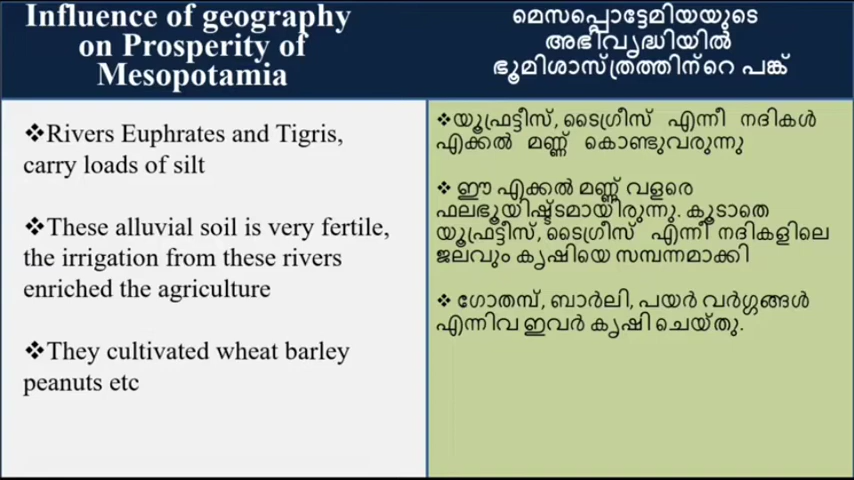 Influence of geography
on Prosperity of
Mesopotamia
മെസപ്പൊട്ടേമിയയുടെ
അഭിവൃദ്ധിയിൽ
ഭൂമിശാസ്ത്രത്തിന്റെ പങ്ക്
❖Rivers Euphrates and Tigris,
carry loads of silt
❖These alluvial soil is very fertile,
the irrigation from these rivers
enriched the agriculture
❖They cultivated wheat barley
peanuts etc
❖യൂഫ്രട്ടീസ്, ടൈഗ്രീസ് എന്നീ നദികൾ
എക്കൽ മണ്ണ് കൊണ്ടുവരുന്നു
❖ ഈ എക്കൽ മണ്ണ് വളരെ
ഫലഭൂയിഷ്ട്ടമായിരുന്നു. കൂടാതെ
യൂഫ്രട്ടീസ്, ടൈഗ്രീസ് എന്നീ നദികളിലെ
ജലവും കൃഷിയെ സമ്പന്നമാക്കി
❖ ഗോതമ്പ്, ബാർലി, പയർ വർഗ്ഗങ്ങൾ
എന്നിവ ഇവർ കൃഷി ചെയ്തു.